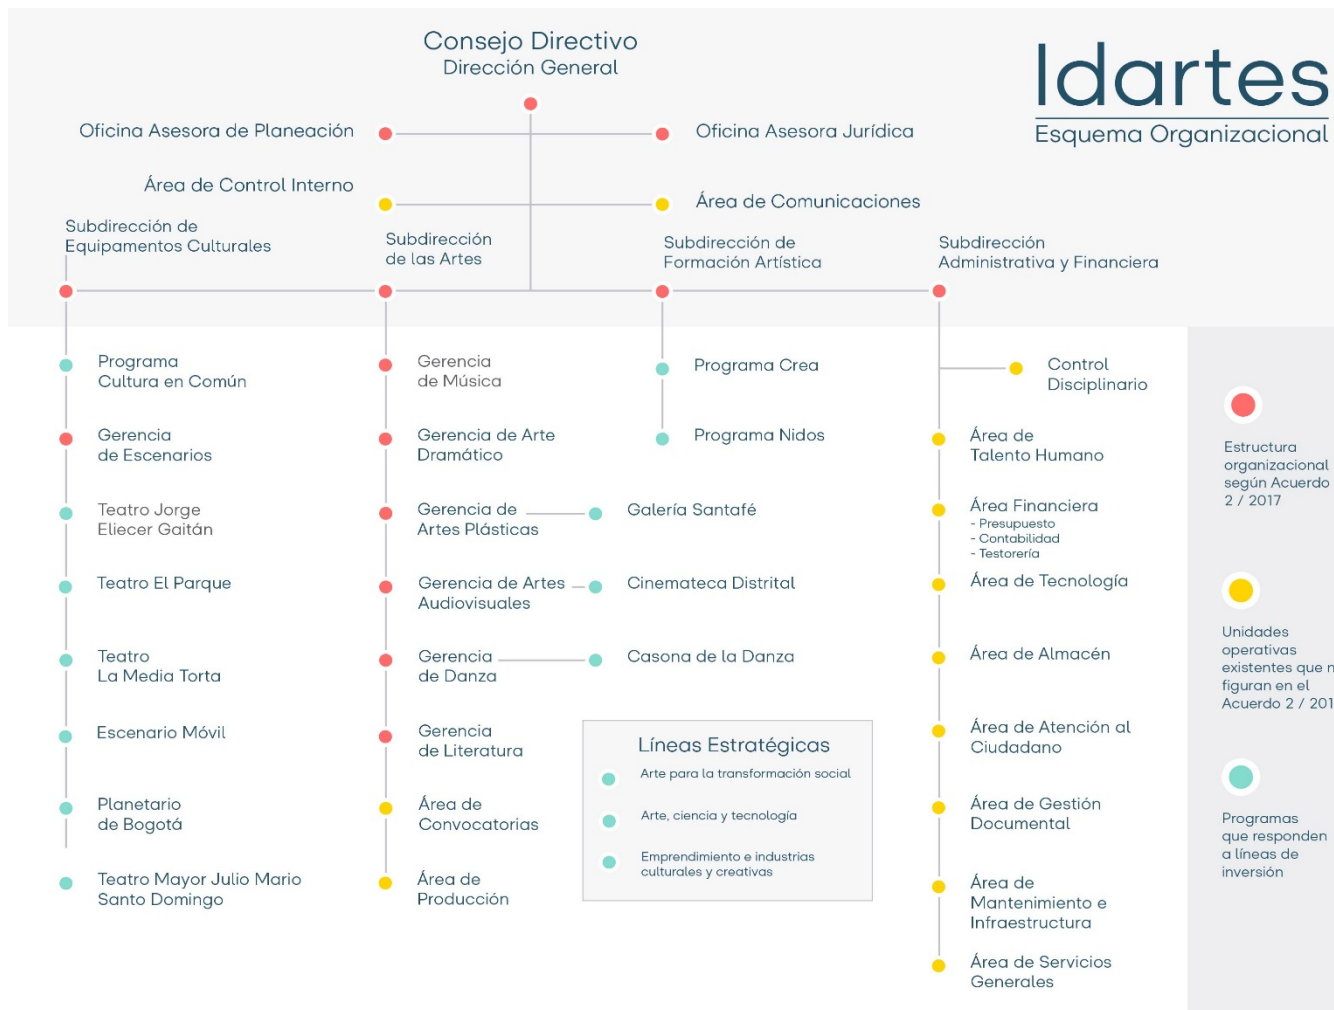 Consejo Directivo
Dirección General
Idartes
Esquema Organizacional
Oficina Asesora de Planeación
Oficina Asesora Jurídica
Área de Control Interno
Área de Comunicaciones
Subdirección de
Equipamentos Culturales
Subdirección
de las Artes
Subdirección de
Formación Artística
Subdirección
Administrativa y Financiera
Programa
Cultura en Común
Gerencia
de Escenarios
Teatro Jorge
Eliecer Gaitán
Teatro El Parque
Teatro
La Media Torta
Escenario Móvil
Planetario
de Bogotá
Teatro Mayor Julio Mario
Santo Domingo
Gerencia
de Música
Gerencia de Arte
Dramático
Gerencia de
Artes Plásticas
Gerencia de Artes
Audiovisuales
Gerencia
de Danza
Gerencia
de Literatura
Área de
Convocatorias
Área de
Producción
Programa Crea
Programa Nidos
Galería Santafé
Cinemateca Distrital
Casona de la Danza
Líneas Estratégicas
Arte para la transformación social
Arte, ciencia y tecnología
Emprendimiento e industrias
culturales y creativas
Control
Disciplinario
Área de
Talento Humano
Área Financiera
- Presupuesto
- Contabilidad
- Testorería
Área de Tecnología
Área de Almacén
Área de Atención al
Ciudadano
Área de Gestión
Documental
Área de
Mantenimiento e
Infraestructura
Área de Servicios
Generales
Estructura
organizacional
según Acuerdo
2 / 2017
Unidades
operativas
existentes que
figuran en el
Acuerdo 2 / 201
Programas
que responden
a líneas de
inversión